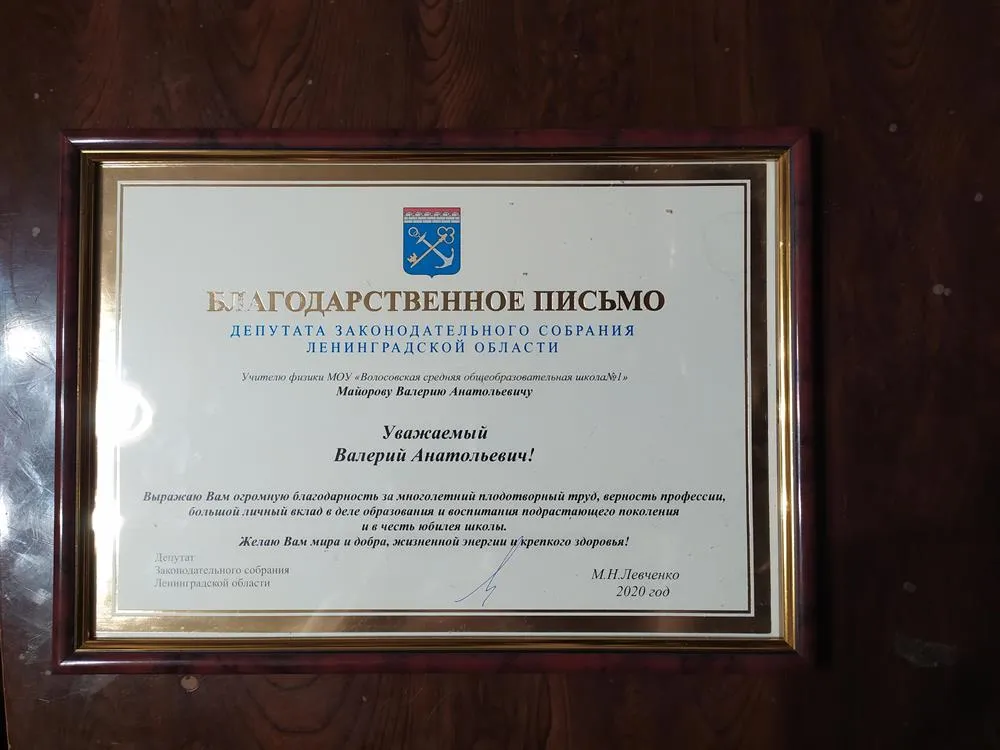 БЛАГОДАРСТВЕННОЕ ПИСЬМО
ДЕПУТАТА ЗАКОНОДАТЕЛЬНОГО СОБРАНИЯ
ЛЕНИНГРАДСКОЙ ОБЛАСТИ
Учителю физики МОУ «Волосовская средняя общеобразовательная школа№1»
Майорову Валерию Анатольевичу
Уважаемый
Валерий Анатольевич!
Выражаю Вам огромную благодарность за многолетний плодотворный труд, верность профессии,
большой личный вклад в деле образования и воспитания подрастающего поколения
и в честь юбилея школы.
Желаю Вам мира и добра, жизненной энергии и крепкого здоровья!
Депутат
Законодательного собрания
Ленинградской области
М.Н.Левченко
2020 год